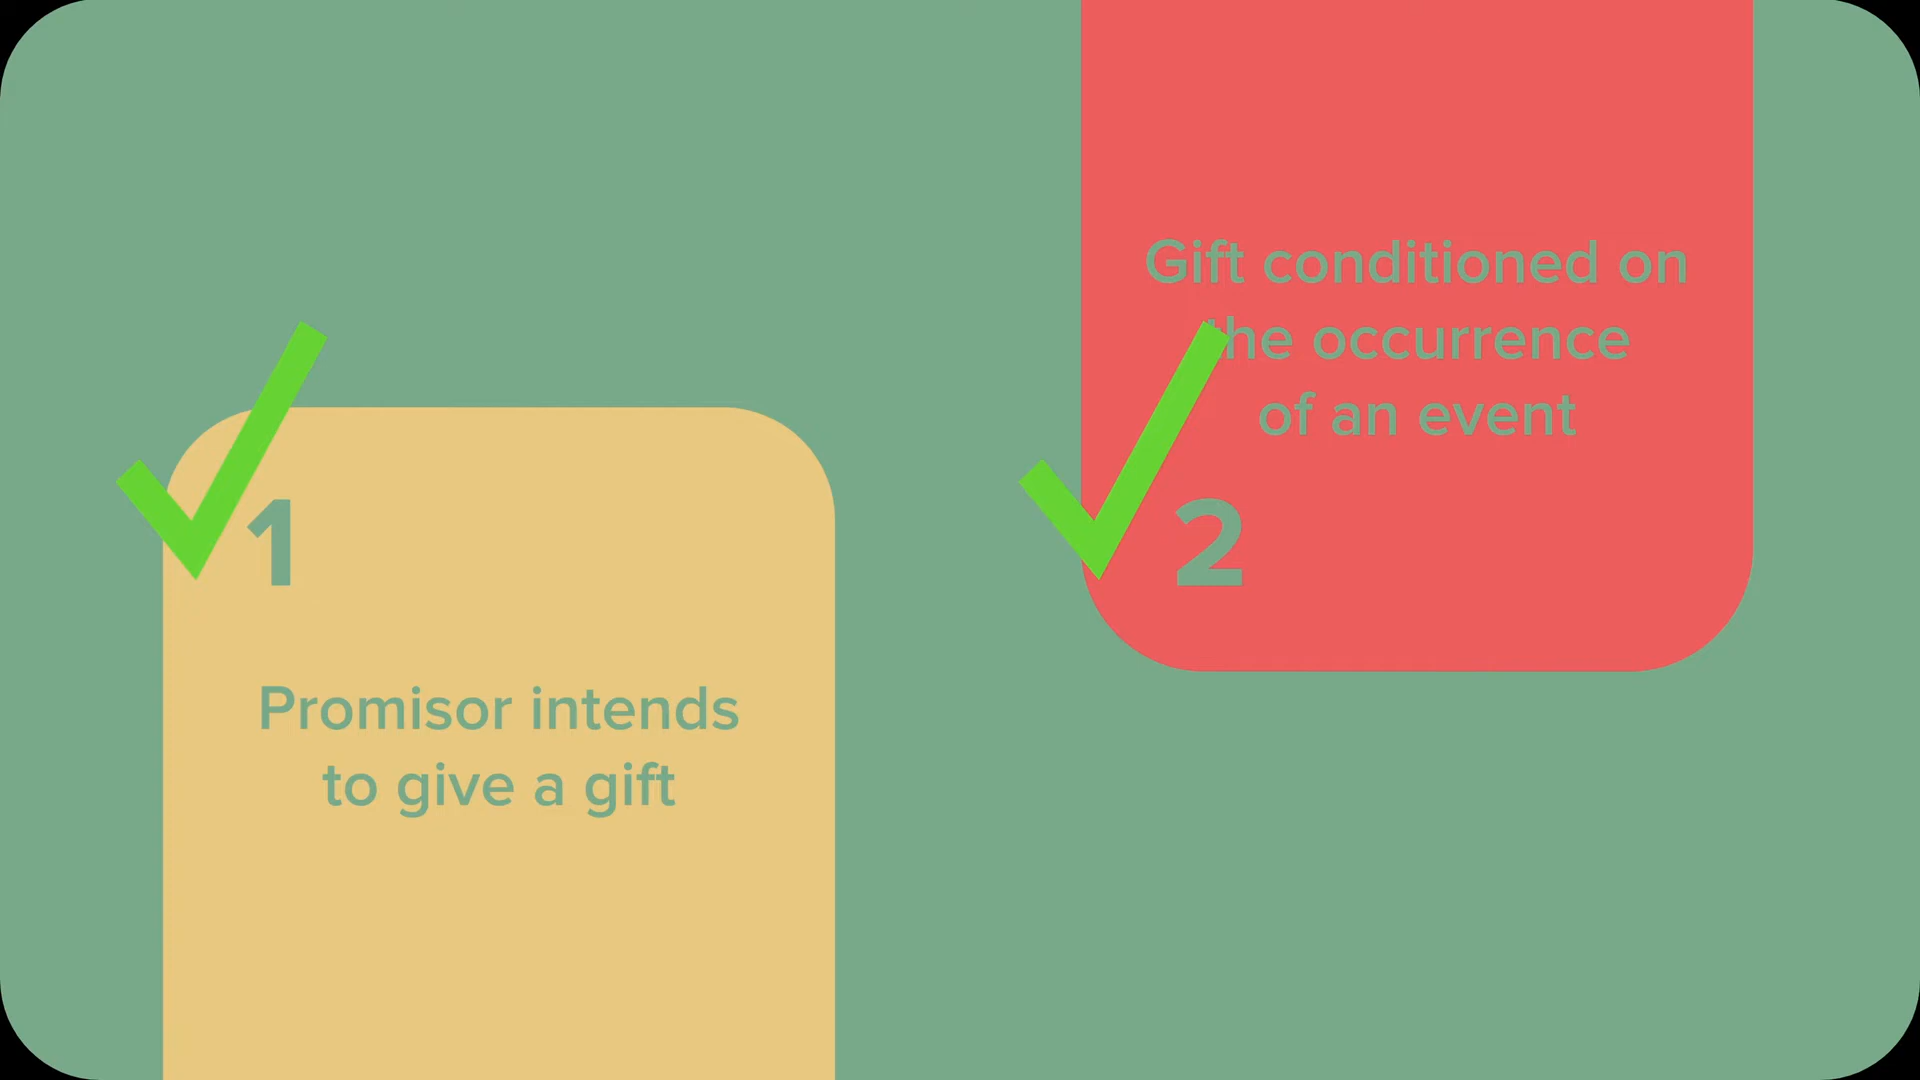 1
Promisor intends
to give a gift
Gift conditioned on
the occurrence
of an event
2